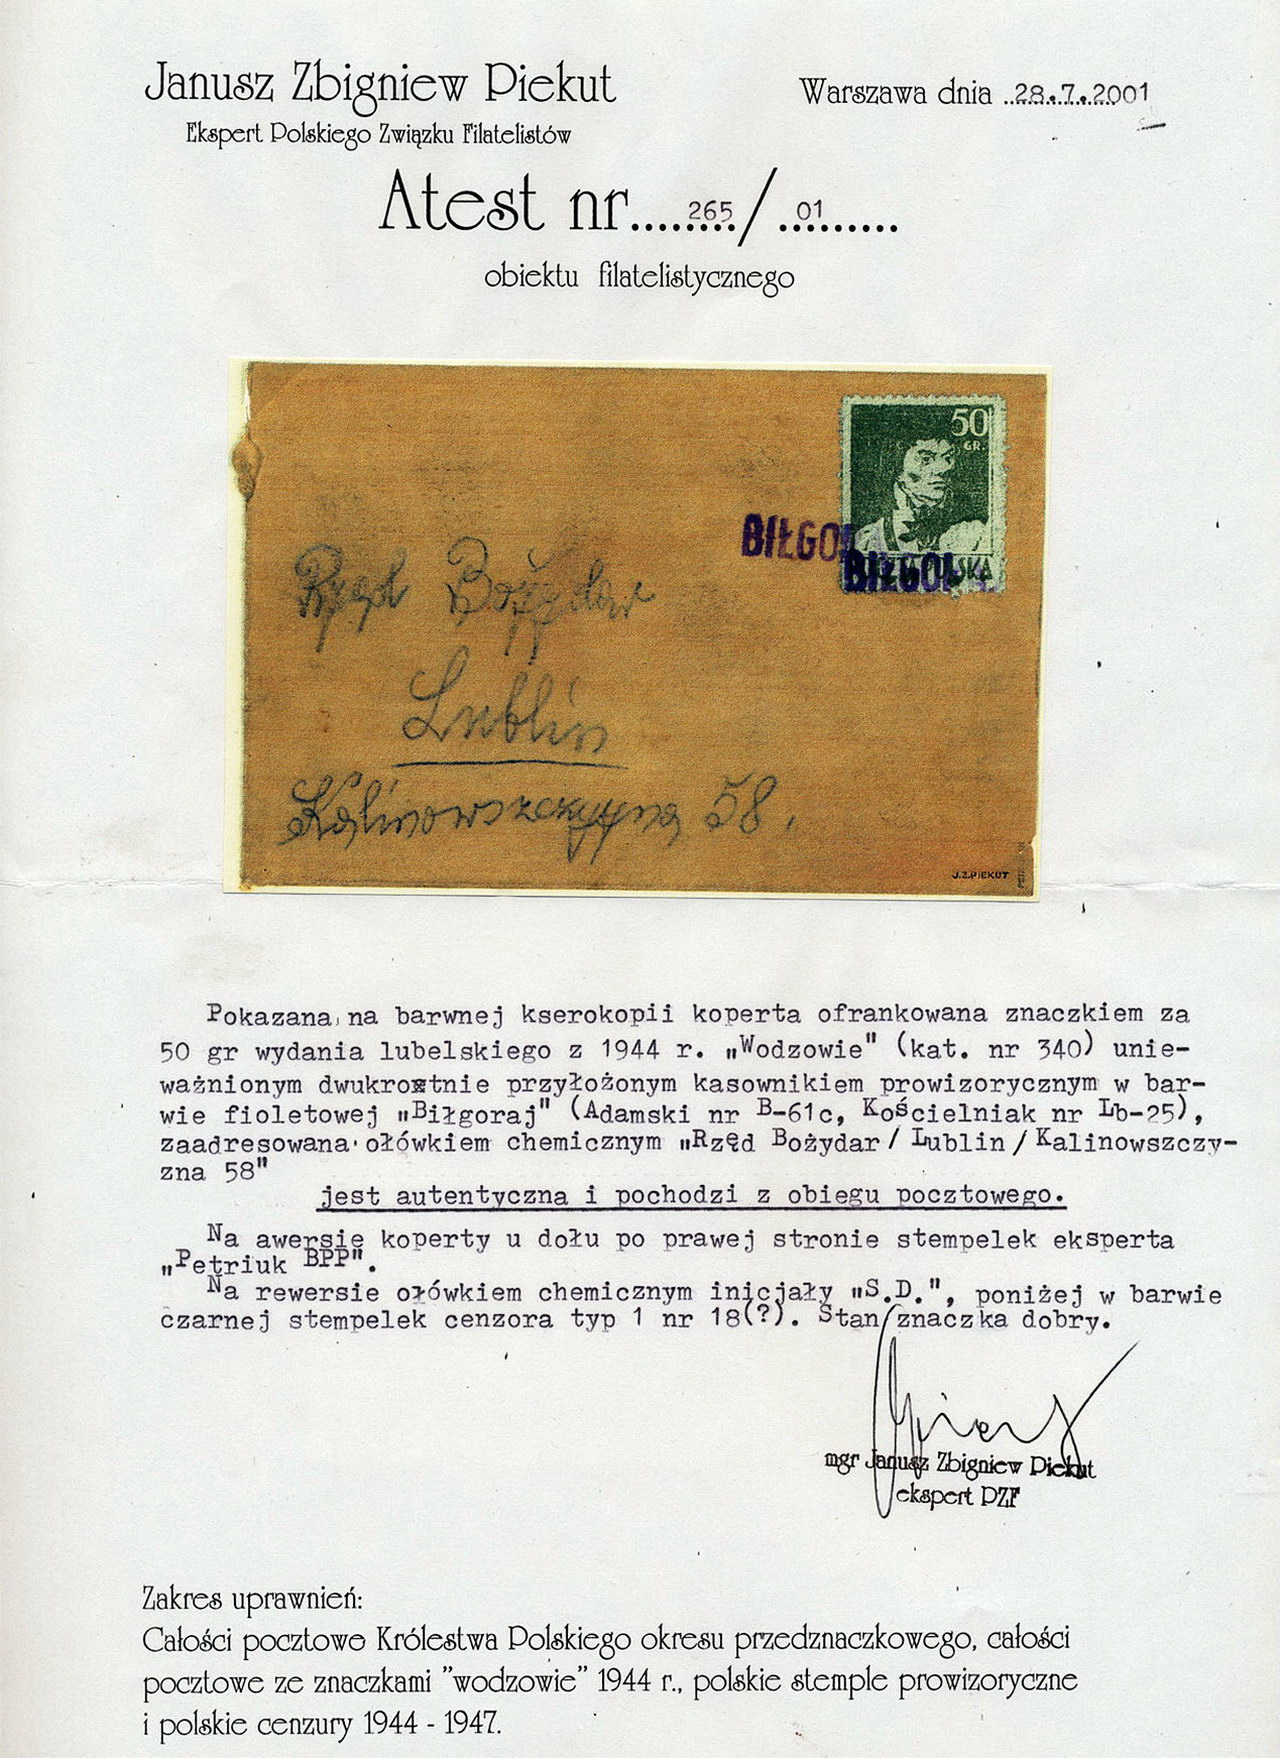 Janusz Zbigniew Piekut
Warszawa dnia 28.7.2001
Ekspert Polskiego Związku Filatelistów
Atest nr....265/.01.........
obiektu filatelistycznego
50
GR.
BIŁGO
BIŁGO
Rzęd Bożydar
Lublin
Kalinowszczyzna 58.
J.Z.PIEKUT
Pokazana na barwnej kserokopii koperta ofrankowana znaczkiem za
50 gr wydania lubelskiego z 1944 r. „Wodzowie" (kat. nr 340) unie-
ważnionym dwukrotnie przyłożonym kasownikiem prowizorycznym w bar-
wie fioletowej „Biłgoraj" (Adamski nr B-61c, Kościelniak nr Lb-25),
zaadresowana ołówkiem chemicznym „Rzęd Bożydar/Lublin/Kalinowszczy-
zna 58"
jest autentyczna i pochodzi z obiegu pocztowego.
Na awersie koperty u dołu po prawej stronie stempelek eksperta
„Petriuk BPP".
Na rewersie ołówkiem chemicznym inicjały „S.D.", poniżej w barwie
czarnej stempelek cenzora typ 1 nr 18(?). Stan znaczka dobry.
mgr Janusz Zbigniew Piekut
ekspert PZF
Zakres uprawnień:
Całości pocztowe Królestwa Polskiego okresu przedznaczkowego, całości
pocztowe ze znaczkami "wodzowie" 1944 r., polskie stemple prowizoryczne
i polskie cenzury 1944 - 1947.